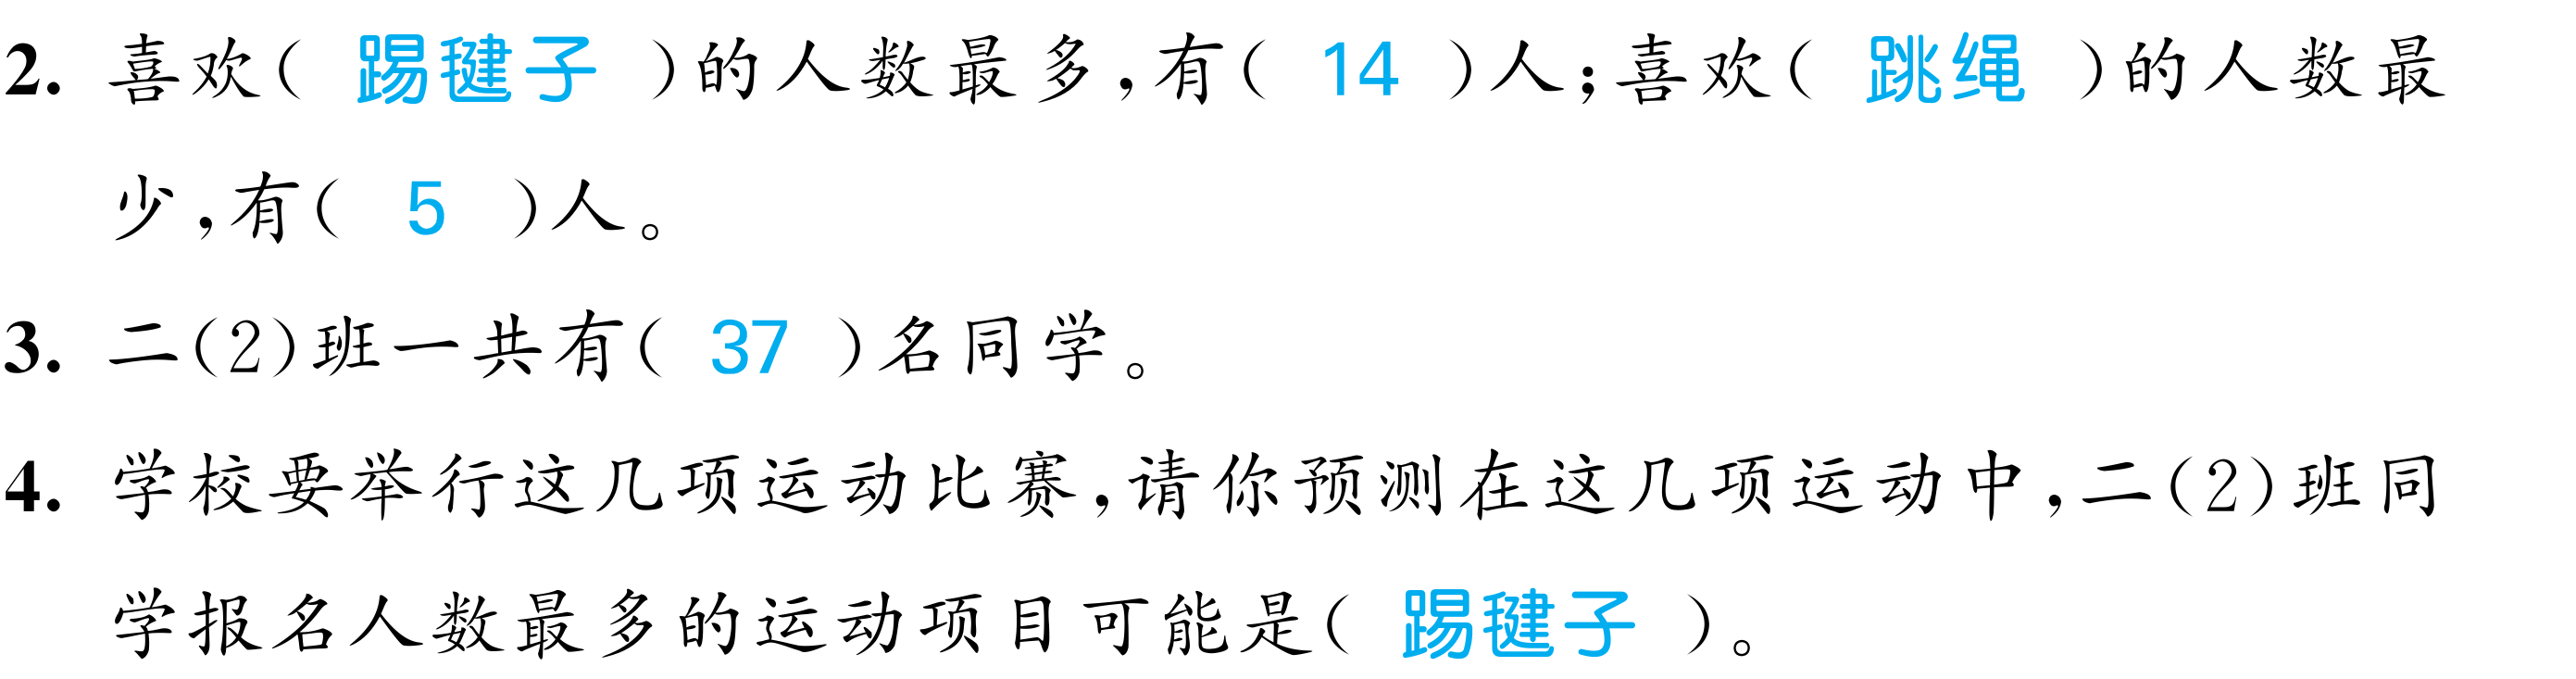 2. 喜欢( 踢毽子 )的人数最多,有( 14 )人;喜欢( 跳绳 )的人数最
少,有( 5 )人。
3. 二(2)班一共有( 37 )名同学。
4. 学校要举行这几项运动比赛,请你预测在这几项运动中,二(2)班同
学报名人数最多的运动项目可能是( 踢毽子 )。